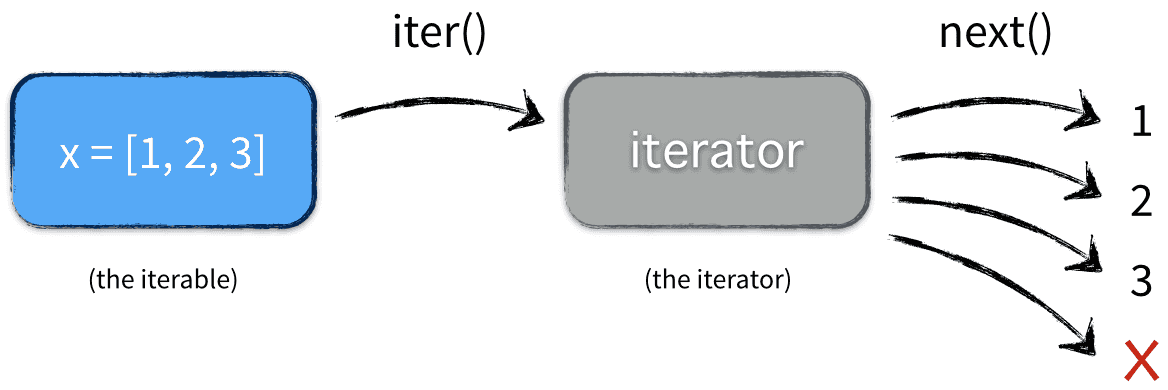 iter()
next()
x = [1, 2, 3]
iterator
1
2
3
X
(the iterable)
(the iterator)